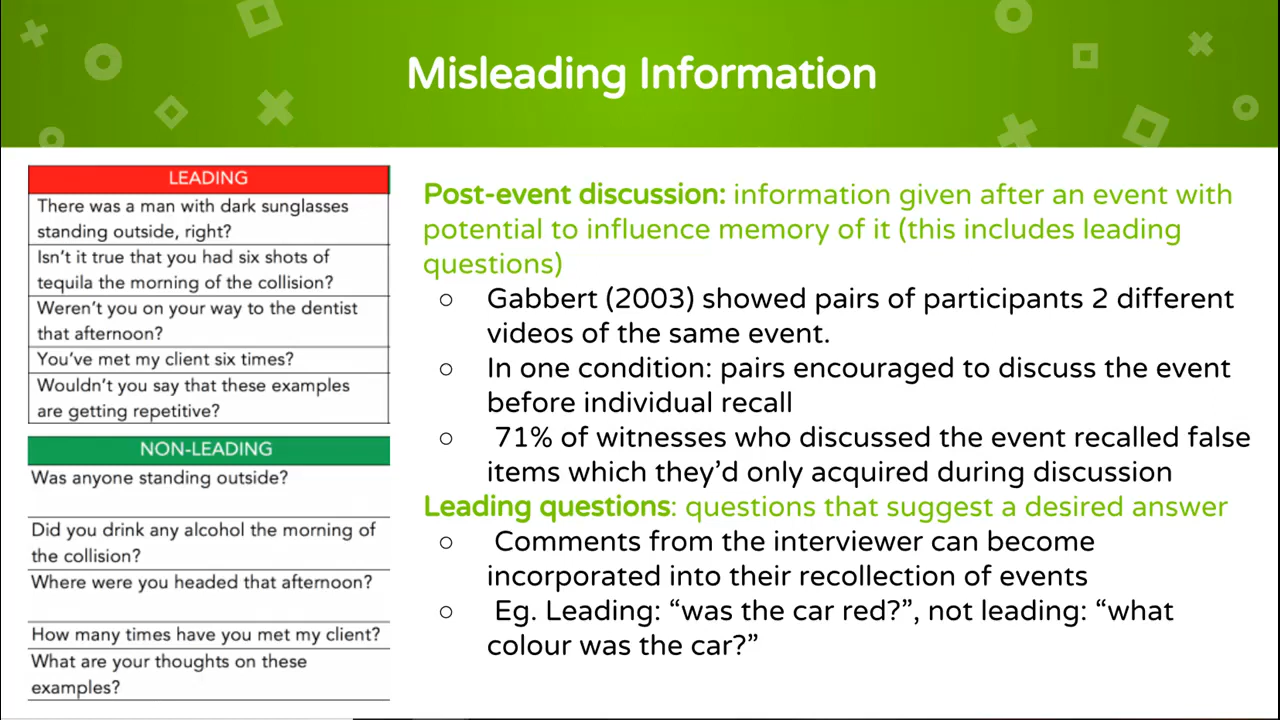 Misleading Information
LEADING
There was a man with dark sunglasses
standing outside, right?
Isn't it true that you had six shots of
tequila the morning of the collision?
Weren't you on your way to the dentist
that afternoon?
You've met my client six times?
Wouldn't you say that these examples
are getting repetitive?
NON-LEADING
Was anyone standing outside?
Did you drink any alcohol the morning of
the collision?
Where were you headed that afternoon?
How many times have you met my client?
What are your thoughts on these
examples?
Post-event discussion: information given after an event with
potential to influence memory of it (this includes leading
questions)
○ Gabbert (2003) showed pairs of participants 2 different
videos of the same event.
○ In one condition: pairs encouraged to discuss the event
before individual recall
○ 71% of witnesses who discussed the event recalled false
items which they'd only acquired during discussion
Leading questions: questions that suggest a desired answer
○ Comments from the interviewer can become
incorporated into their recollection of events
○ Eg. Leading: “was the car red?”, not leading: “what
colour was the car?”